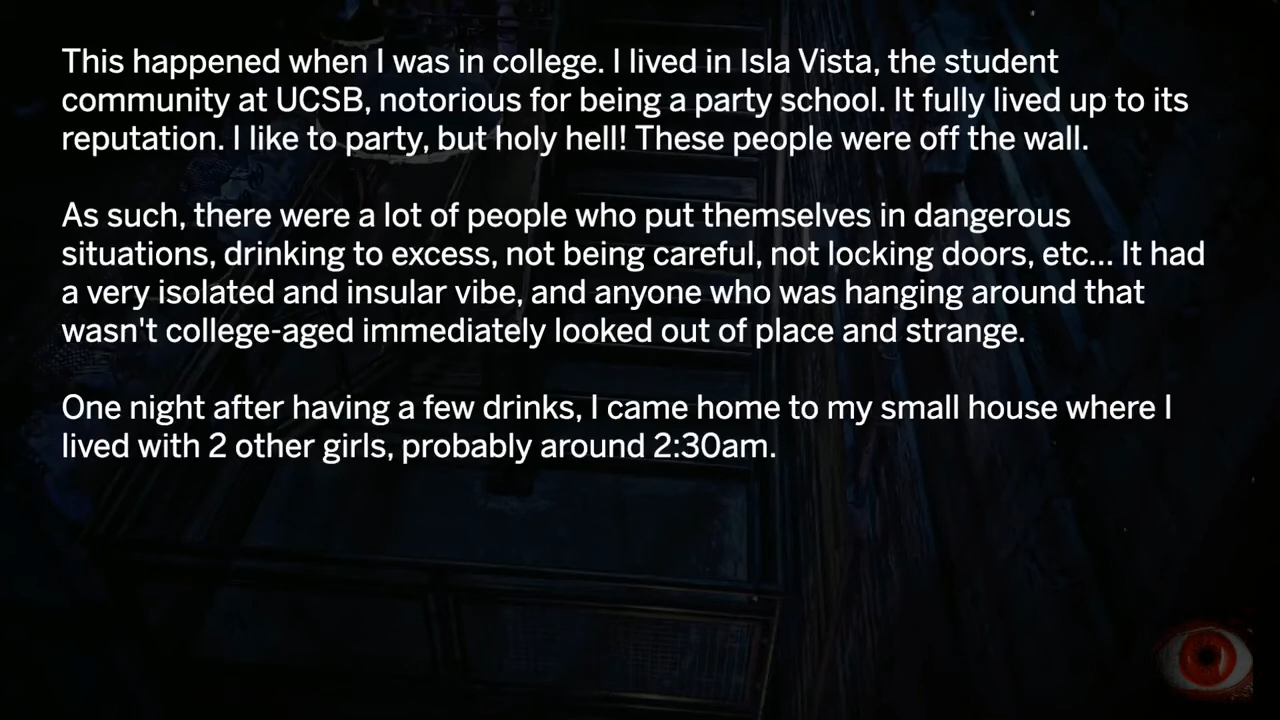 This happened when I was in college. I lived in Isla Vista, the student
community at UCSB, notorious for being a party school. It fully lived up to its
reputation. I like to party, but holy hell! These people were off the wall.
As such, there were a lot of people who put themselves in dangerous
situations, drinking to excess, not being careful, not locking doors, etc... It had
a very isolated and insular vibe, and anyone who was hanging around that
wasn't college-aged immediately looked out of place and strange.
One night after having a few drinks, I came home to my small house where I
lived with 2 other girls, probably around 2:30am.